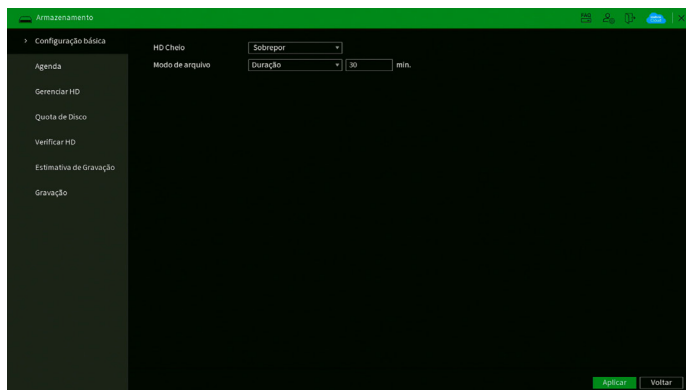 Armazenamento
FAQ
> Configuração básica
Agenda
Gerenciar HD
Quota de Disco
Verificar HD
Estimativa de Gravação
Gravação
HD Cheio Sobrepor
Modo de arquivo Duração 30 min.
Aplicar Voltar